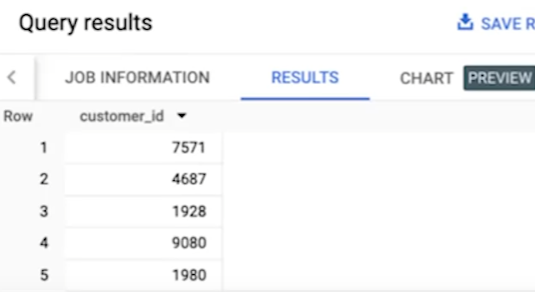 Query results
SAVE R
JOB INFORMATION RESULTS CHART PREVIEW
Row customer_id
1 7571
2 4687
3 1928
4 9080
5 1980